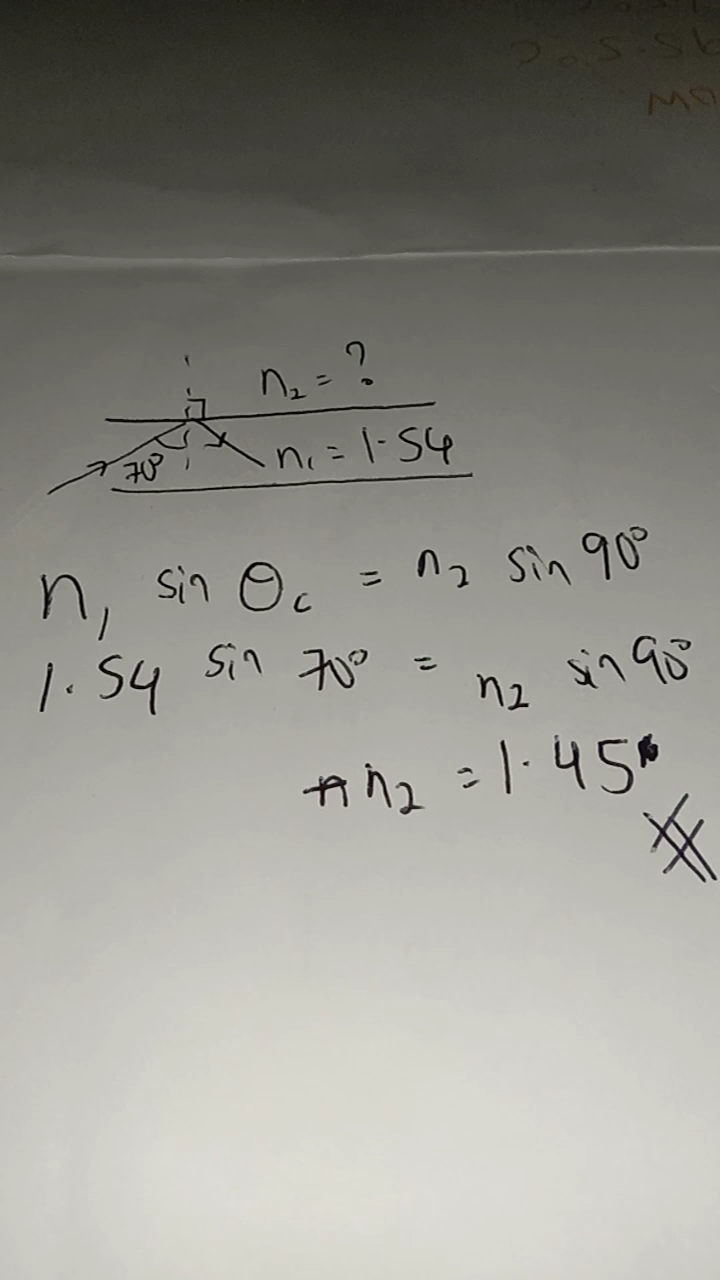 n₂ = ?
70°
n₁ = 1.54
n₁ sin θc = n₂ sin 90°
1.54 sin 70° = n₂ sin 90°
n₂ = 1.45